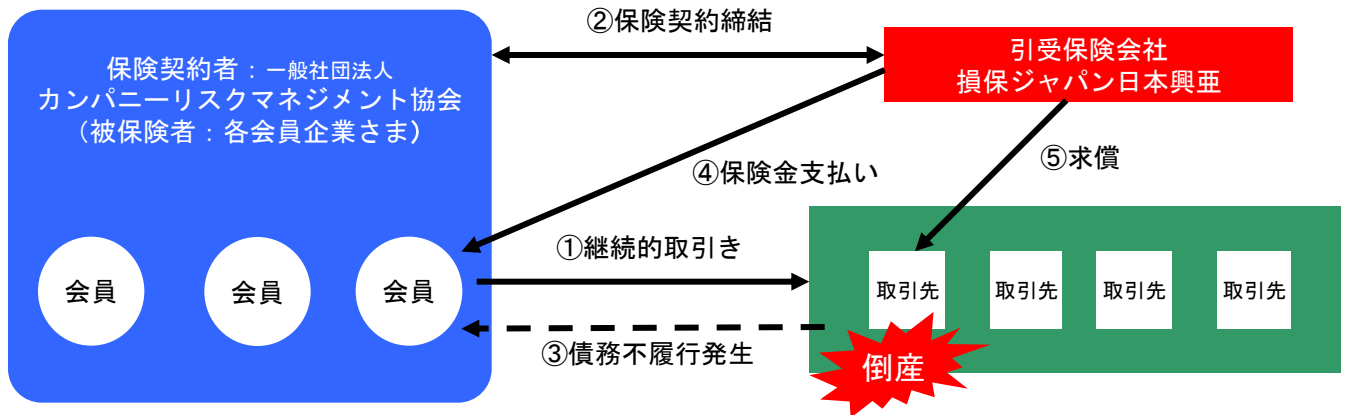 ②保険契約締結
保険契約者：一般社団法人
カンパニーリスクマネジメント協会
（被保険者：各会員企業さま）
引受保険会社
損保ジャパン日本興亜
④保険金支払い
⑤求償
①継続的取引き
会員
会員
会員
取引先
取引先
取引先
取引先
③債務不履行発生
倒産